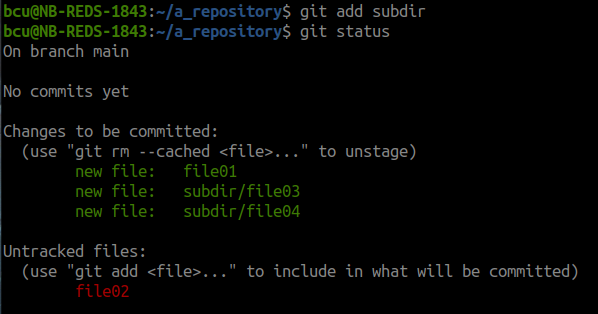 bcu@NB-REDS-1843:~/a_repository$ git add subdir
bcu@NB-REDS-1843:~/a_repository$ git status
On branch main

No commits yet

Changes to be committed:
  (use "git rm --cached <file>..." to unstage)
        new file:   file01
        new file:   subdir/file03
        new file:   subdir/file04

Untracked files:
  (use "git add <file>..." to include in what will be committed)
        file02